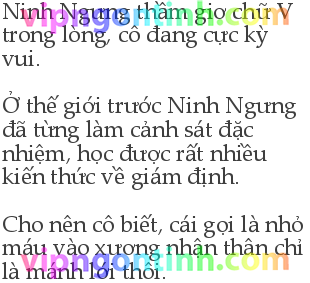 Ninh Ngưng thầm giơ chữ V
trong lòng, cô đang cực kỳ
vui.
Ở thế giới trước Ninh Ngưng
đã từng làm cảnh sát đặc
nhiệm, học được rất nhiều
kiến thức về giám định.
Cho nên cô biết, cái gọi là nhỏ
máu vào xương nhận thân chỉ
là mánh lới thôi.
vipngontinh.com
vipngontinh.com